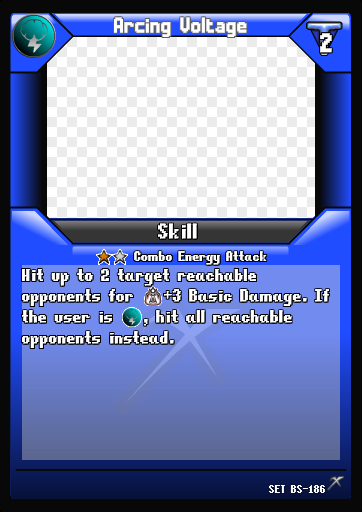 Arcing Voltage
2
Skill
Combo Energy Attack
Hit up to 2 target reachable
opponents for +3 Basic Damage. If
the user is , hit all reachable
opponents instead.
SET BS-186